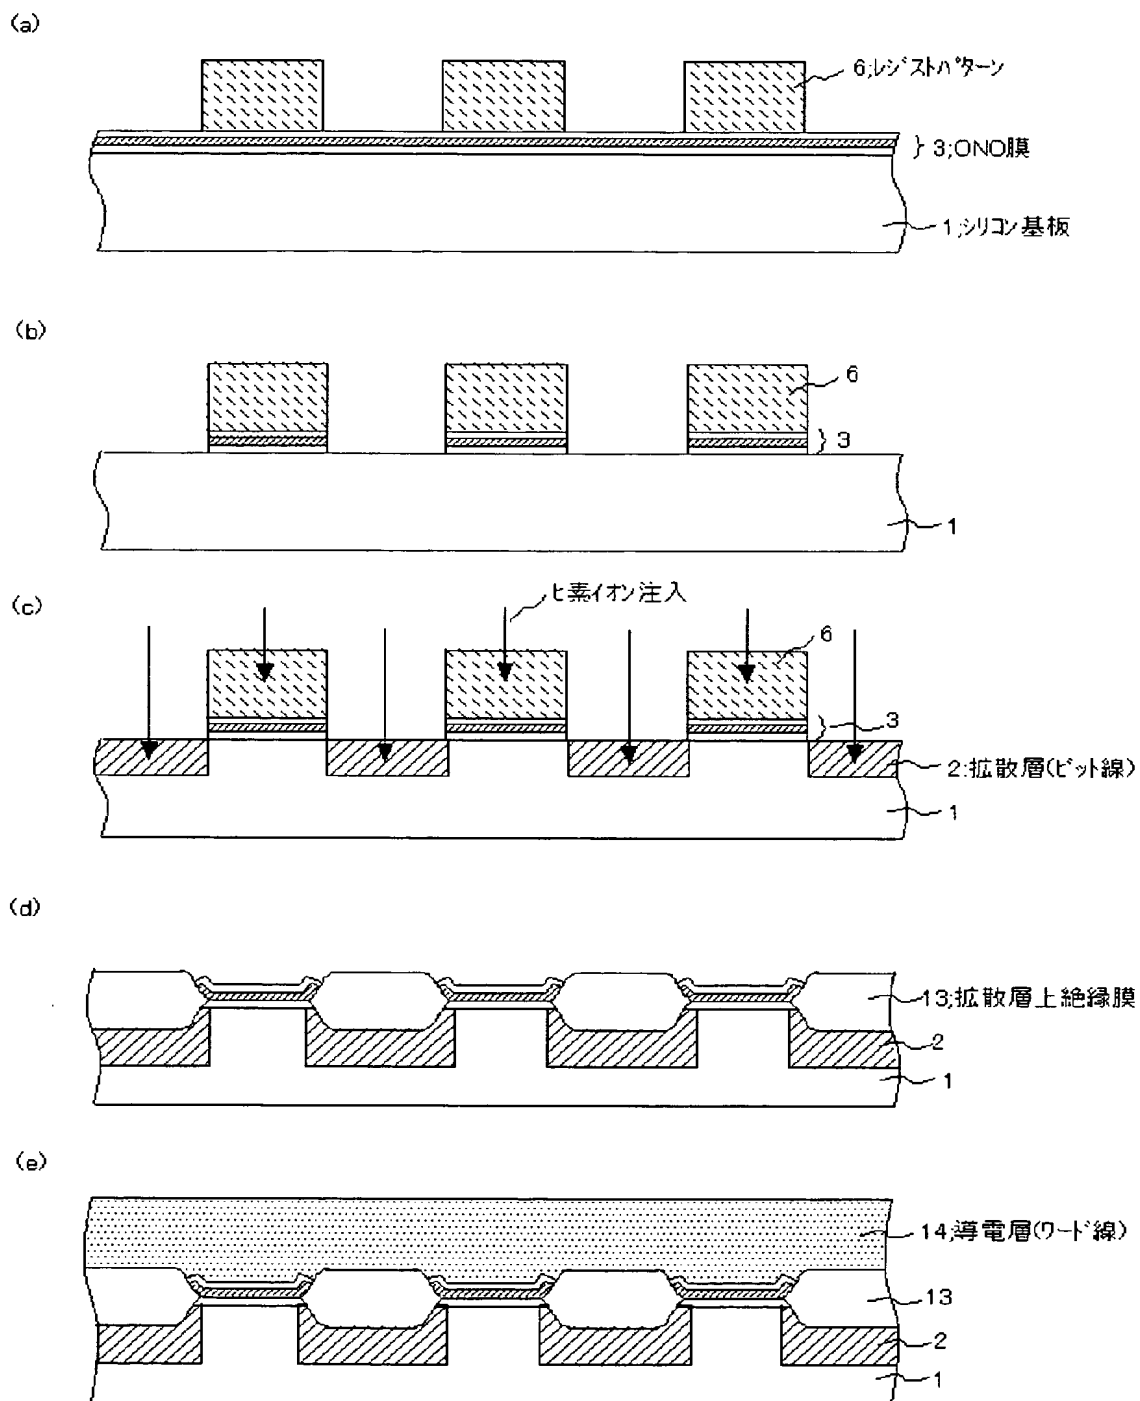 (a)
6;レジストパターン
3;ONO膜
1;シリコン基板
(b)
6
3
1
(c)
ヒ素イオン注入
6
3
2:拡散層(ビット線)
1
(d)
13;拡散層上絶縁膜
2
1
(e)
14;導電層(ワード線)
13
2
1